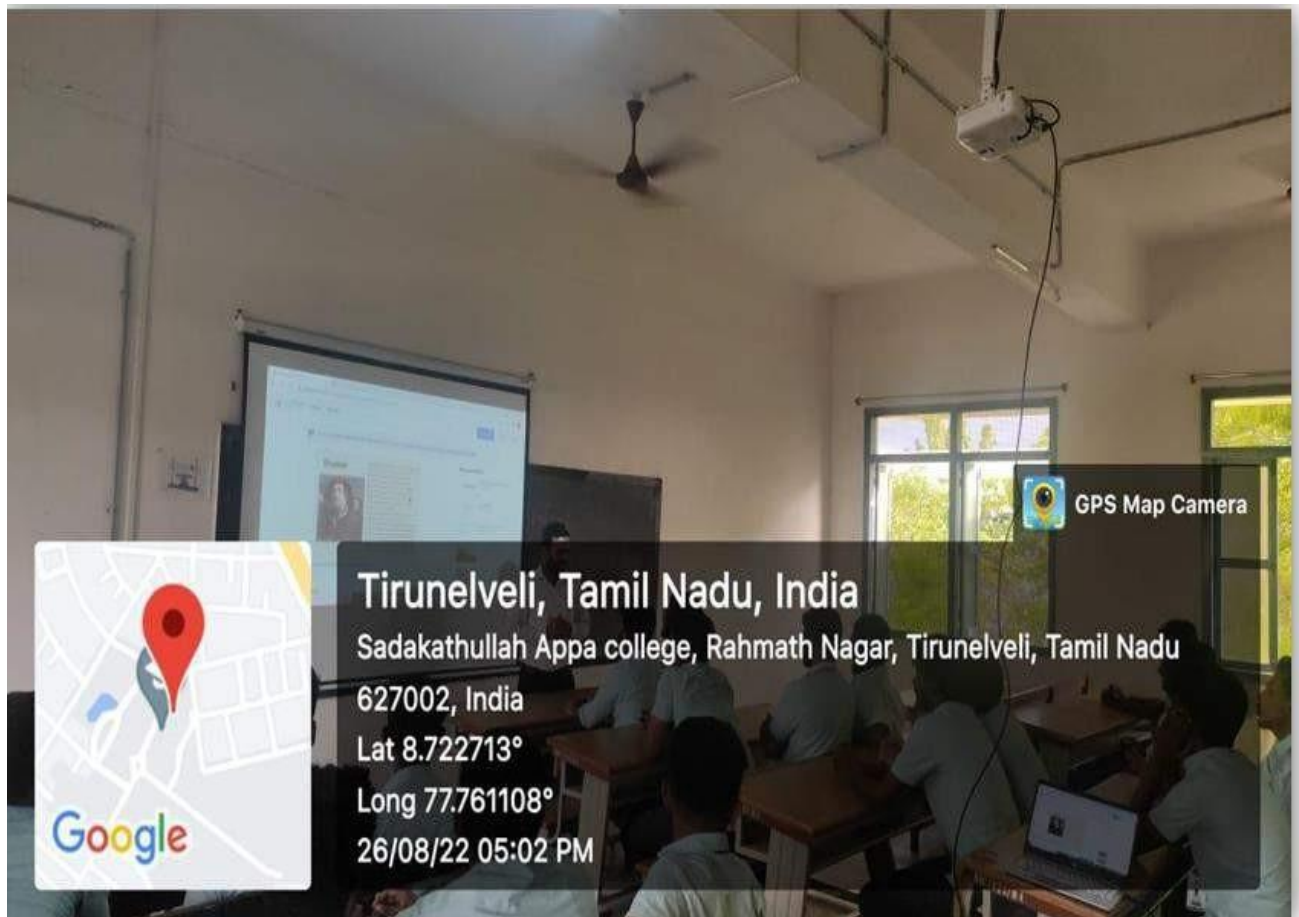 GPS Map Camera
Tirunelveli, Tamil Nadu, India
Sadakathullah Appa college, Rahmath Nagar, Tirunelveli, Tamil Nadu
627002, India
Lat 8.722713°
Long 77.761108°
26/08/22 05:02 PM
Google